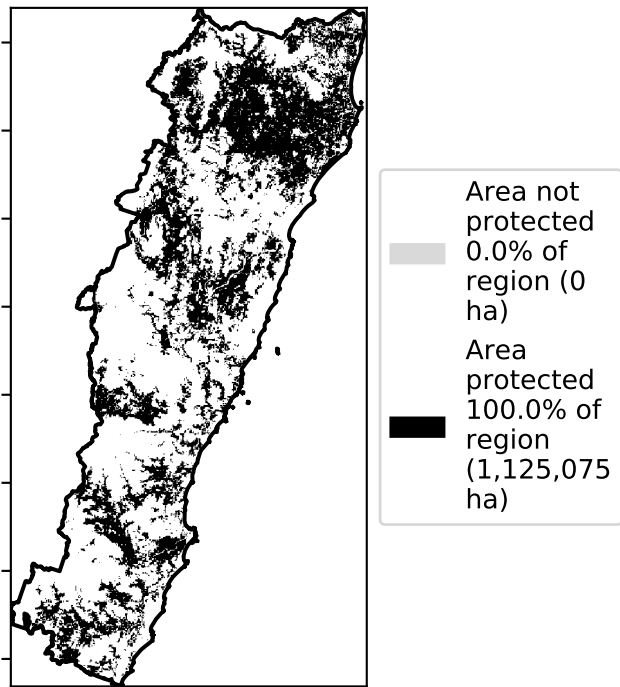 Area not
protected
0.0% of
region (0
ha)
Area
protected
100.0% of
region
(1,125,075
ha)